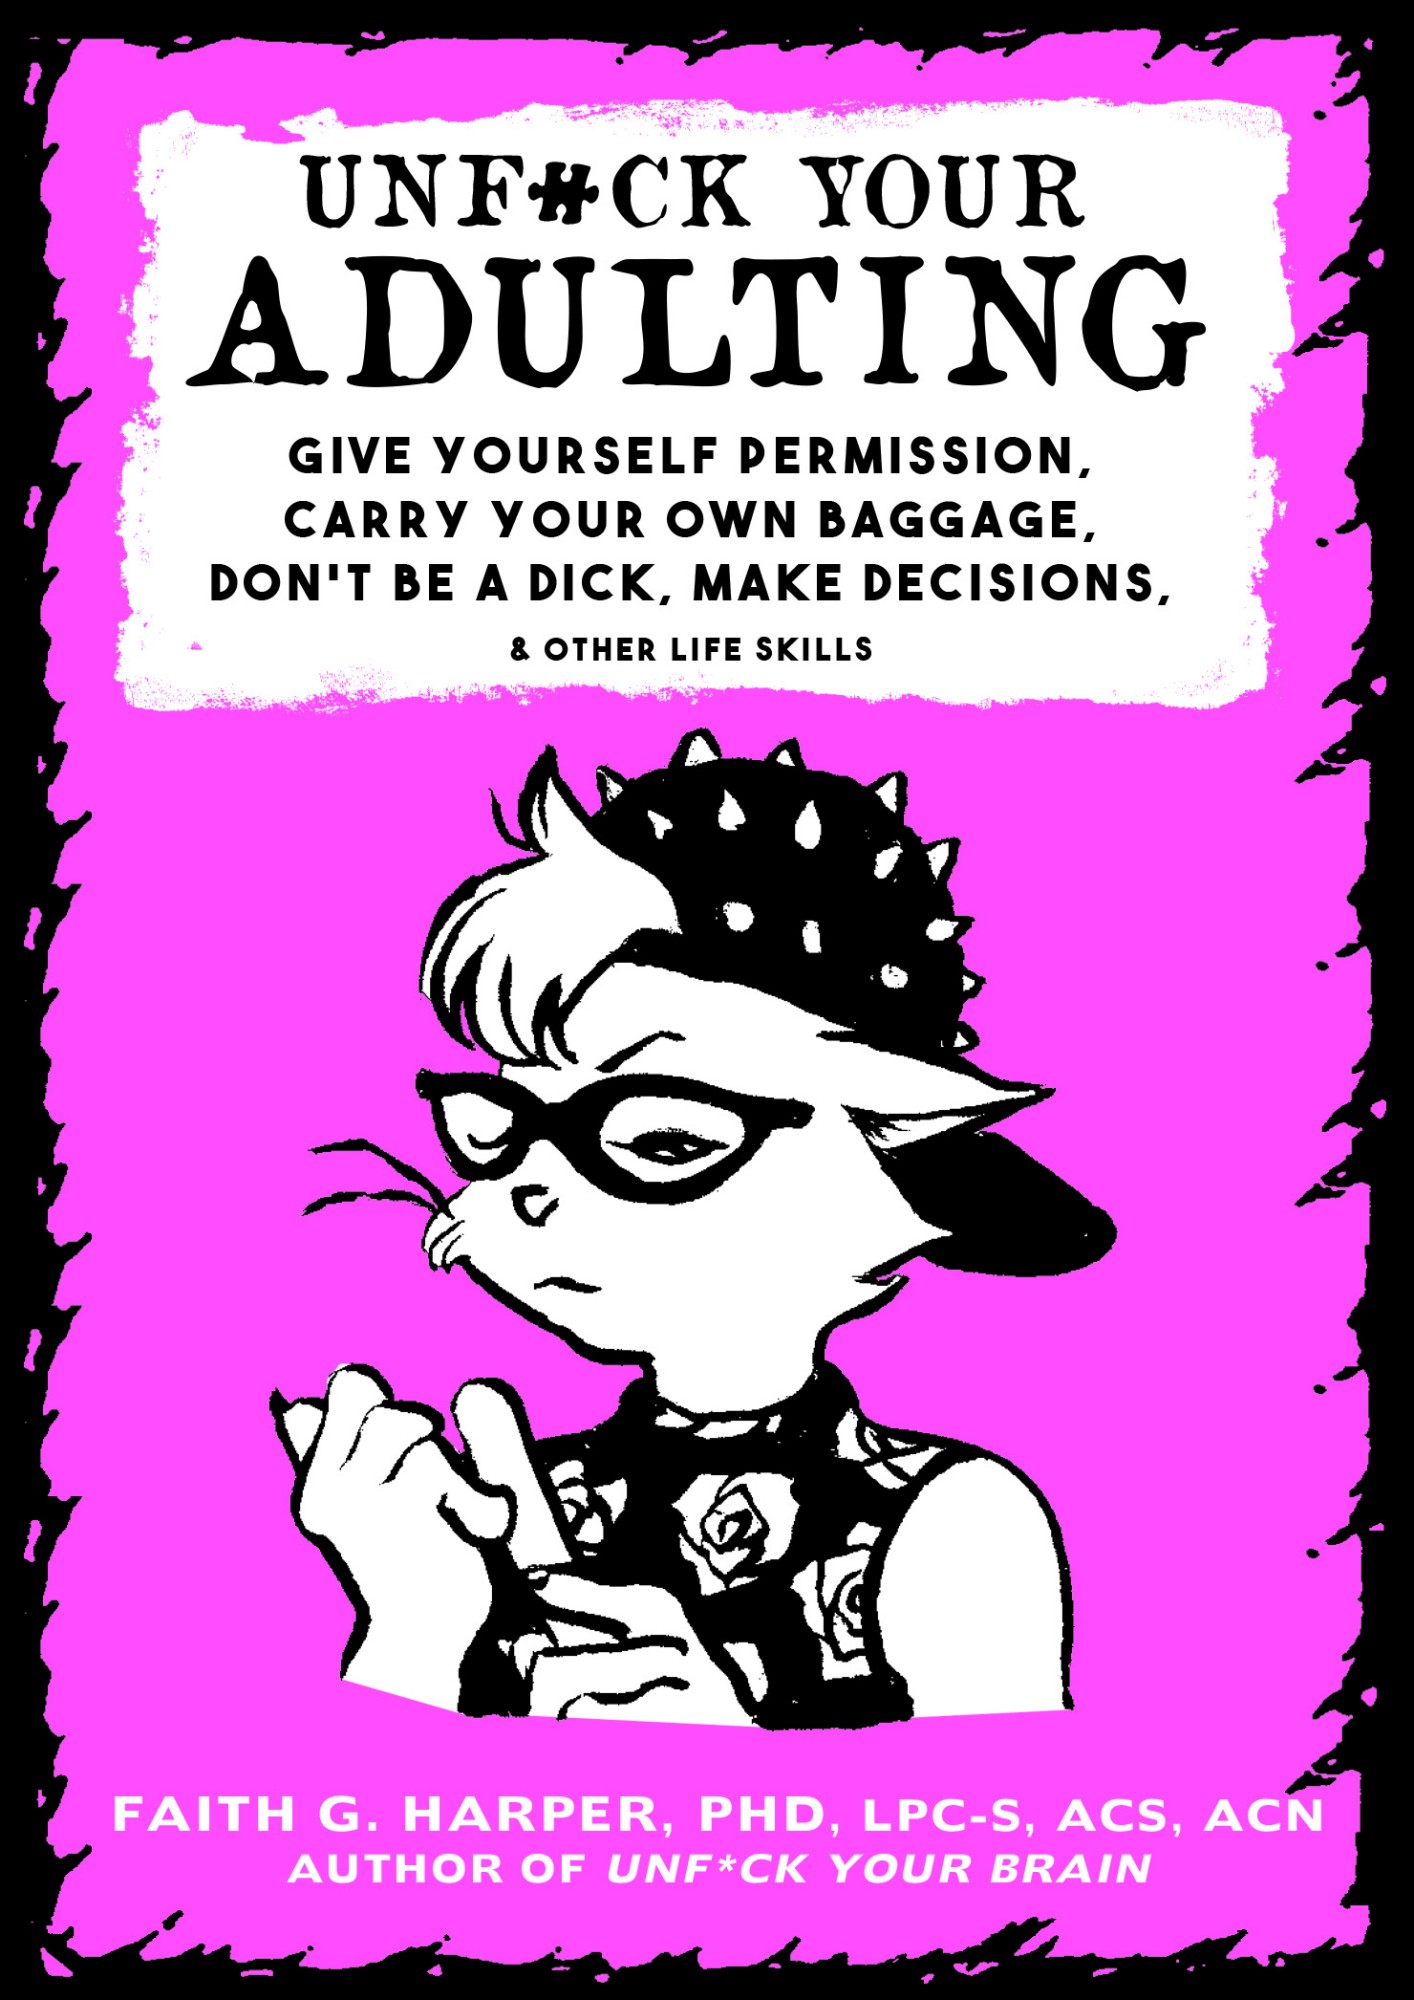 UNF#CK YOUR
ADULTING
GIVE YOURSELF PERMISSION,
CARRY YOUR OWN BAGGAGE,
DON'T BE A DICK, MAKE DECISIONS,
& OTHER LIFE SKILLS
FAITH G. HARPER, PHD, LPC-S, ACS, ACN
AUTHOR OF UNF*CK YOUR BRAIN